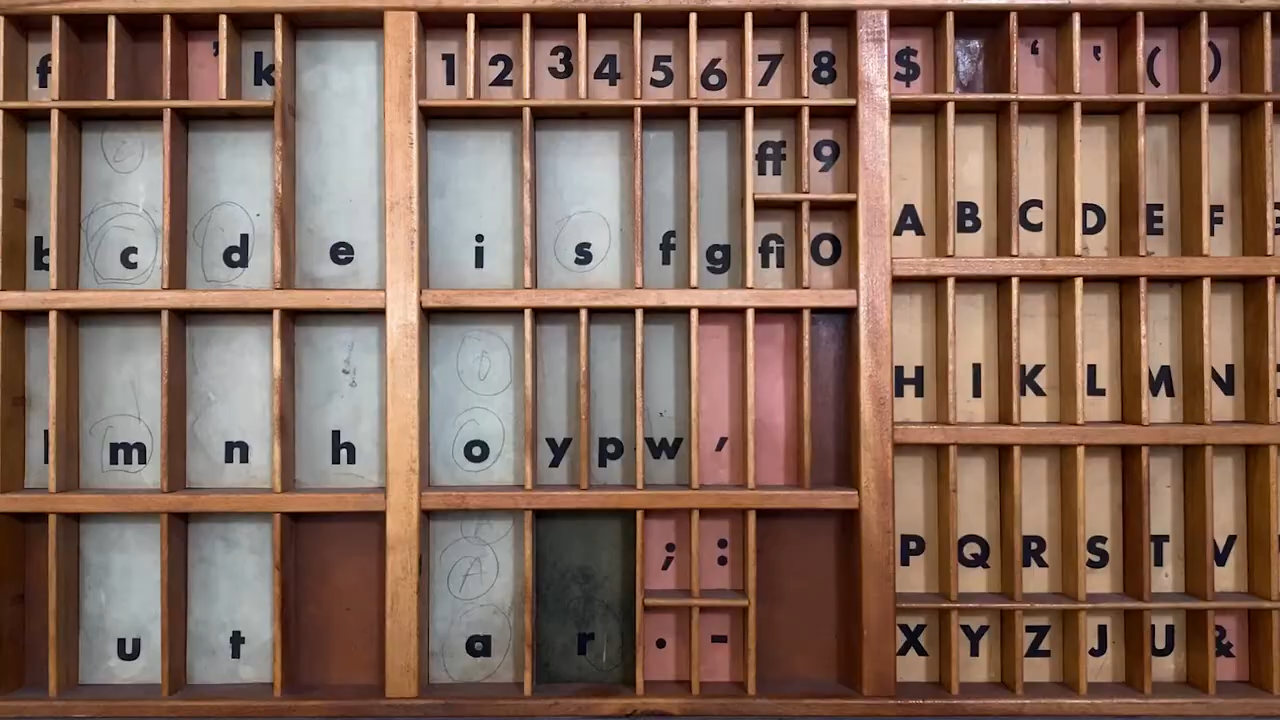 f ’ k 1 2 3 4 5 6 7 8 $ ‘ ‛ ( )
ff 9
b c d e i s f g fi 0 A B C D E F
l m n h o y p w , H I K L M N
; :
P Q R S T V
u t a r . - X Y Z J U &